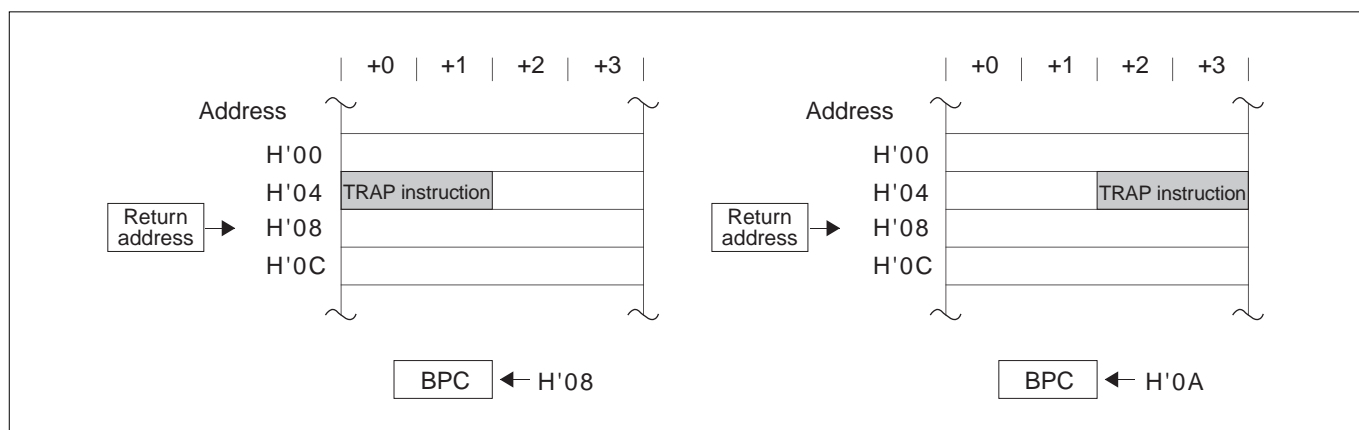 +0 +1 +2 +3
Address
H'00
H'04 TRAP instruction
Return address
H'08
H'0C
BPC H'08
+0 +1 +2 +3
Address
H'00
H'04 TRAP instruction
Return address
H'08
H'0C
BPC H'0A